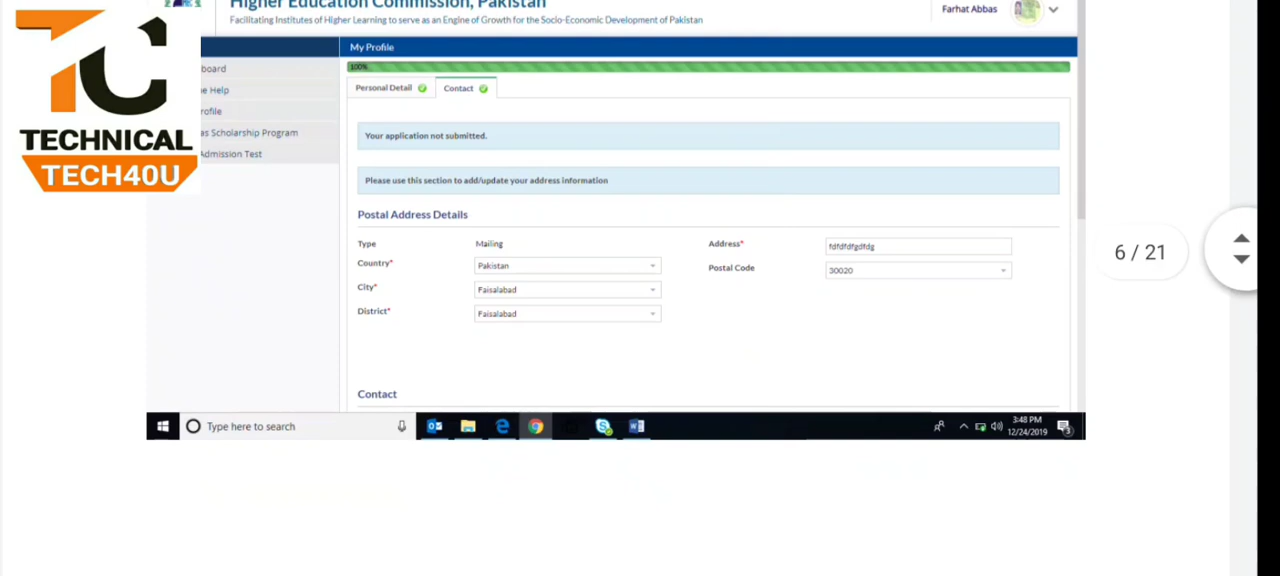 Higher Education Commission, Pakistan
Facilitating Institutes of Higher Learning to serve as an Engine of Growth for the Socio-Economic Development of Pakistan
Farhat Abbas
TC
TECHNICAL
TECH40U
My Profile
board
e Help
rofile
as Scholarship Program
Admission Test
100%
Personal Detail
Contact
Your application not submitted.
Please use this section to add/update your address information
Postal Address Details
Type Mailing Address* fdfdfdfgdfdg
Country* Pakistan Postal Code 30020
City* Faisalabad
District* Faisalabad
6 / 21
Contact
Type here to search
3:48 PM
12/24/2019
3